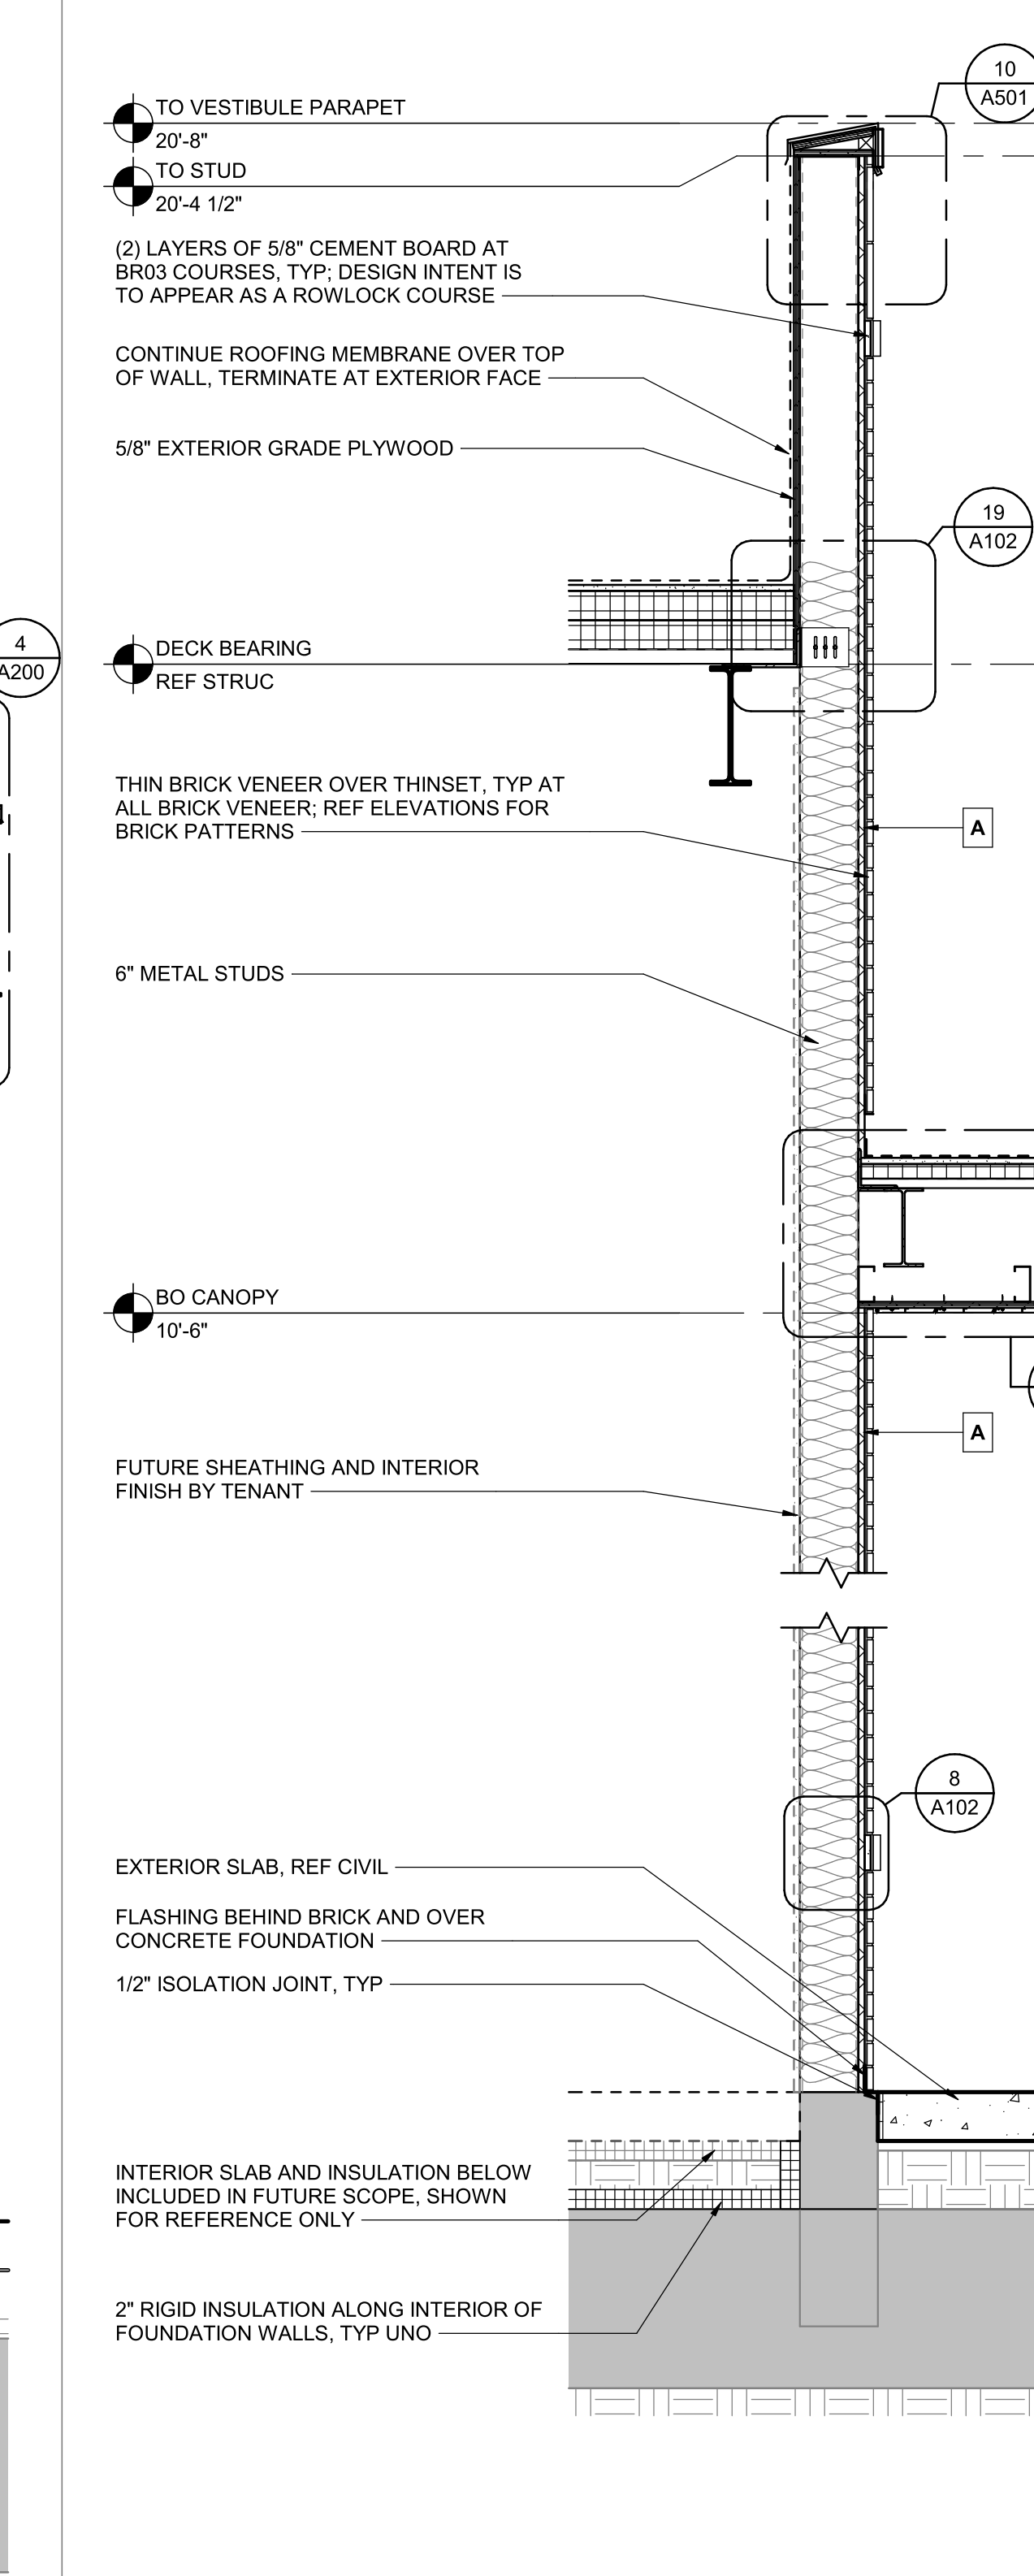 10
A501
TO VESTIBULE PARAPET
20'-8"
TO STUD
20'-4 1/2"
(2) LAYERS OF 5/8" CEMENT BOARD AT
BR03 COURSES, TYP; DESIGN INTENT IS
TO APPEAR AS A ROWLOCK COURSE
CONTINUE ROOFING MEMBRANE OVER TOP
OF WALL, TERMINATE AT EXTERIOR FACE
5/8" EXTERIOR GRADE PLYWOOD
19
A102
4
A200
DECK BEARING
REF STRUC
THIN BRICK VENEER OVER THINSET, TYP AT
ALL BRICK VENEER; REF ELEVATIONS FOR
BRICK PATTERNS
A
6" METAL STUDS
BO CANOPY
10'-6"
A
FUTURE SHEATHING AND INTERIOR
FINISH BY TENANT
8
A102
EXTERIOR SLAB, REF CIVIL
FLASHING BEHIND BRICK AND OVER
CONCRETE FOUNDATION
1/2" ISOLATION JOINT, TYP
INTERIOR SLAB AND INSULATION BELOW
INCLUDED IN FUTURE SCOPE, SHOWN
FOR REFERENCE ONLY
2" RIGID INSULATION ALONG INTERIOR OF
FOUNDATION WALLS, TYP UNO